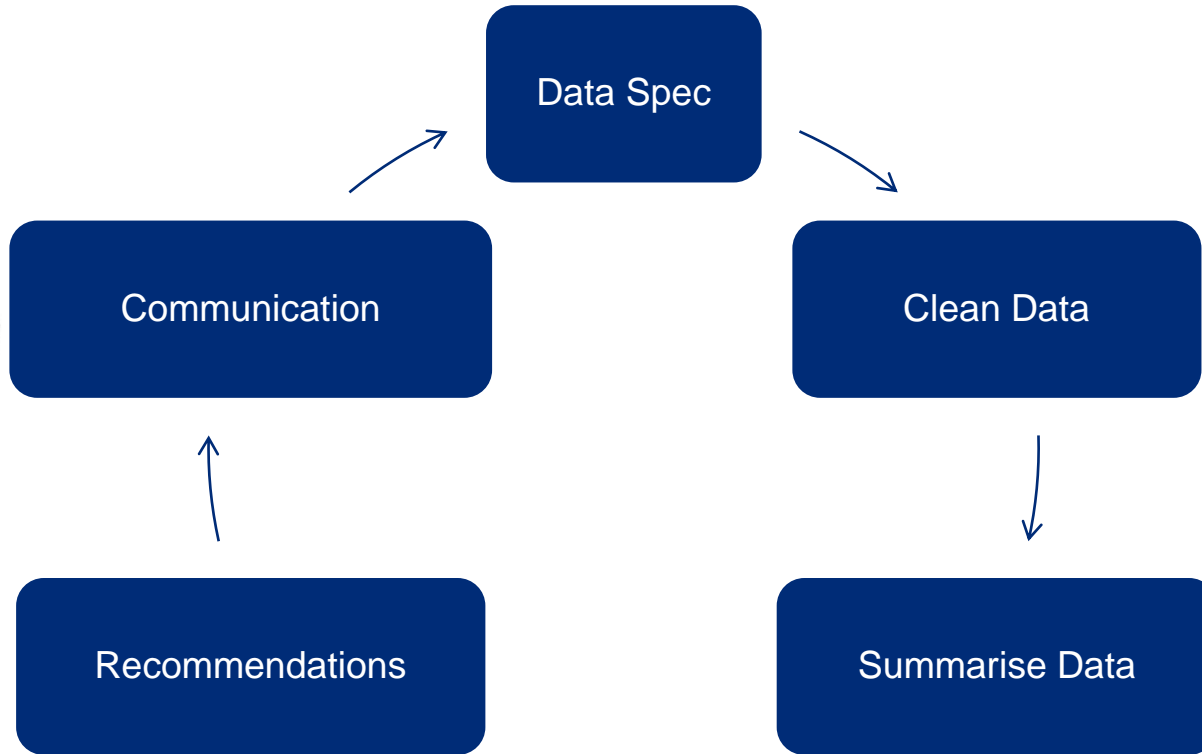 Data Spec
Communication
Clean Data
Recommendations
Summarise Data